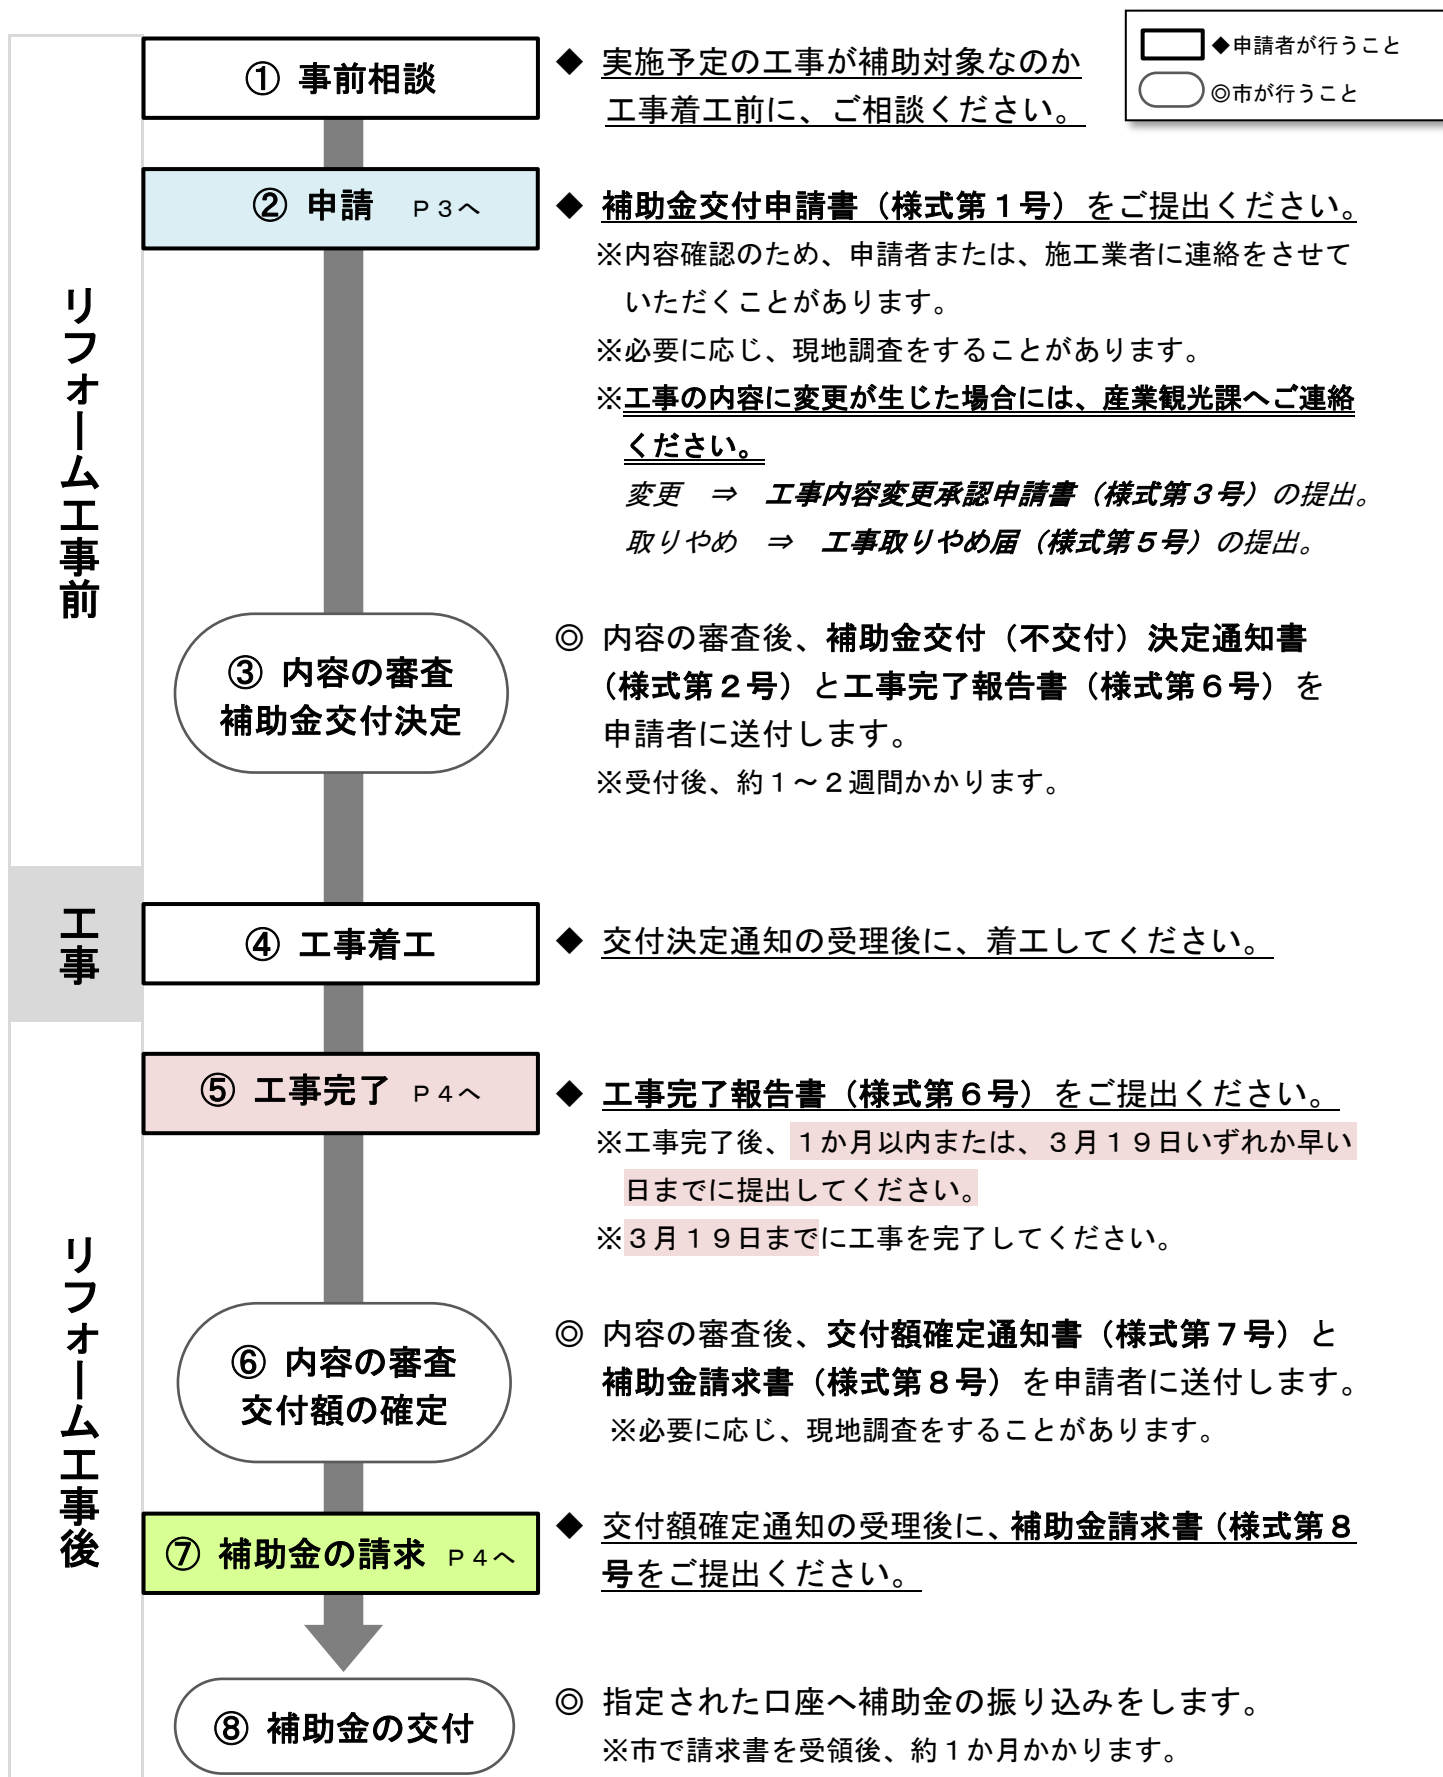 ◆申請者が行うこと
◎市が行うこと
リフォーム工事前
① 事前相談
◆ 実施予定の工事が補助対象なのか
工事着工前に、ご相談ください。
② 申請 Ｐ３へ
◆ 補助金交付申請書（様式第１号）をご提出ください。
※内容確認のため、申請者または、施工業者に連絡をさせて
いただくことがあります。
※必要に応じ、現地調査をすることがあります。
※工事の内容に変更が生じた場合には、産業観光課へご連絡
ください。
変更 ⇒ 工事内容変更承認申請書（様式第３号）の提出。
取りやめ ⇒ 工事取りやめ届（様式第５号）の提出。
③ 内容の審査
補助金交付決定
◎ 内容の審査後、補助金交付（不交付）決定通知書
（様式第２号）と工事完了報告書（様式第６号）を
申請者に送付します。
※受付後、約１～２週間かかります。
工事
④ 工事着工
◆ 交付決定通知の受理後に、着工してください。
リフォーム工事後
⑤ 工事完了 Ｐ４へ
◆ 工事完了報告書（様式第６号）をご提出ください。
※工事完了後、１か月以内または、３月１９日いずれか早い
日までに提出してください。
※３月１９日までに工事を完了してください。
⑥ 内容の審査
交付額の確定
◎ 内容の審査後、交付額確定通知書（様式第７号）と
補助金請求書（様式第８号）を申請者に送付します。
※必要に応じ、現地調査をすることがあります。
⑦ 補助金の請求 Ｐ４へ
◆ 交付額確定通知の受理後に、補助金請求書（様式第８
号をご提出ください。
⑧ 補助金の交付
◎ 指定された口座へ補助金の振り込みをします。
※市で請求書を受領後、約１か月かかります。